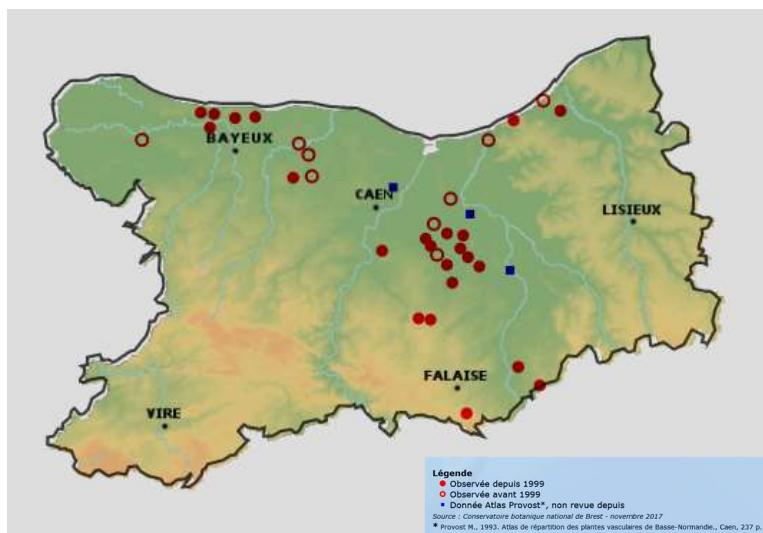 BAYEUX
CAEN
LISIEUX
FALAISE
VIRE
Légende
Observée depuis 1999
Observée avant 1999
Donnée Atlas Provost*, non revue depuis
Source : Conservatoire botanique national de Brest - novembre 2017
* Provost M., 1993. Atlas de répartition des plantes vasculaires de Basse-Normandie., Caen, 237 p.